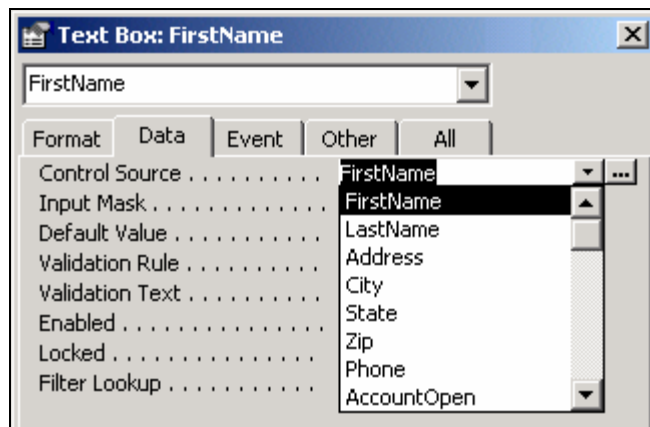 Text Box: FirstName
FirstName
Format Data Event Other All
Control Source . . . . . . . . . . FirstName ...
Input Mask . . . . . . . . . . . . . FirstName
Default Value . . . . . . . . . . . LastName
Validation Rule . . . . . . . . . . Address
Validation Text . . . . . . . . . . City
Enabled . . . . . . . . . . . . . . . State
Locked . . . . . . . . . . . . . . . . Zip
Filter Lookup . . . . . . . . . . . Phone
AccountOpen